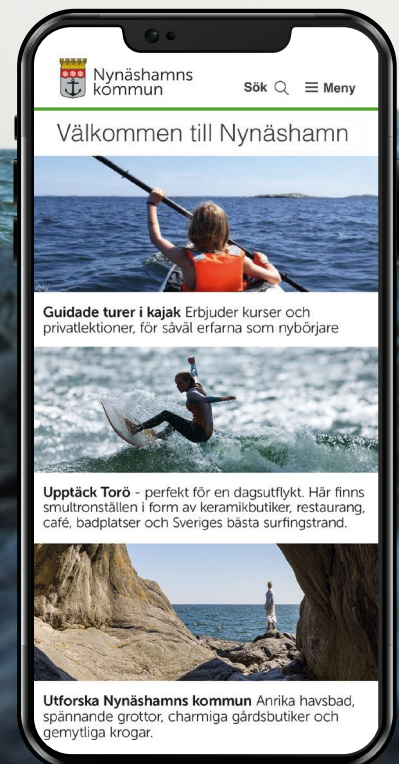 Nynäshamns
kommun
Sök
Meny
Välkommen till Nynäshamn
Guidade turer i kajak Erbjuder kurser och
privatlektioner, för såväl erfarna som nybörjare
Upptäck Torö - perfekt för en dagsutflykt. Här finns
smultronställen i form av keramikbutiker, restaurang,
café, badplatser och Sveriges bästa surfingstrand.
Utforska Nynäshamns kommun Anrika havsbad,
spännande grottor, charmiga gårdsbutiker och
gemytliga krogar.